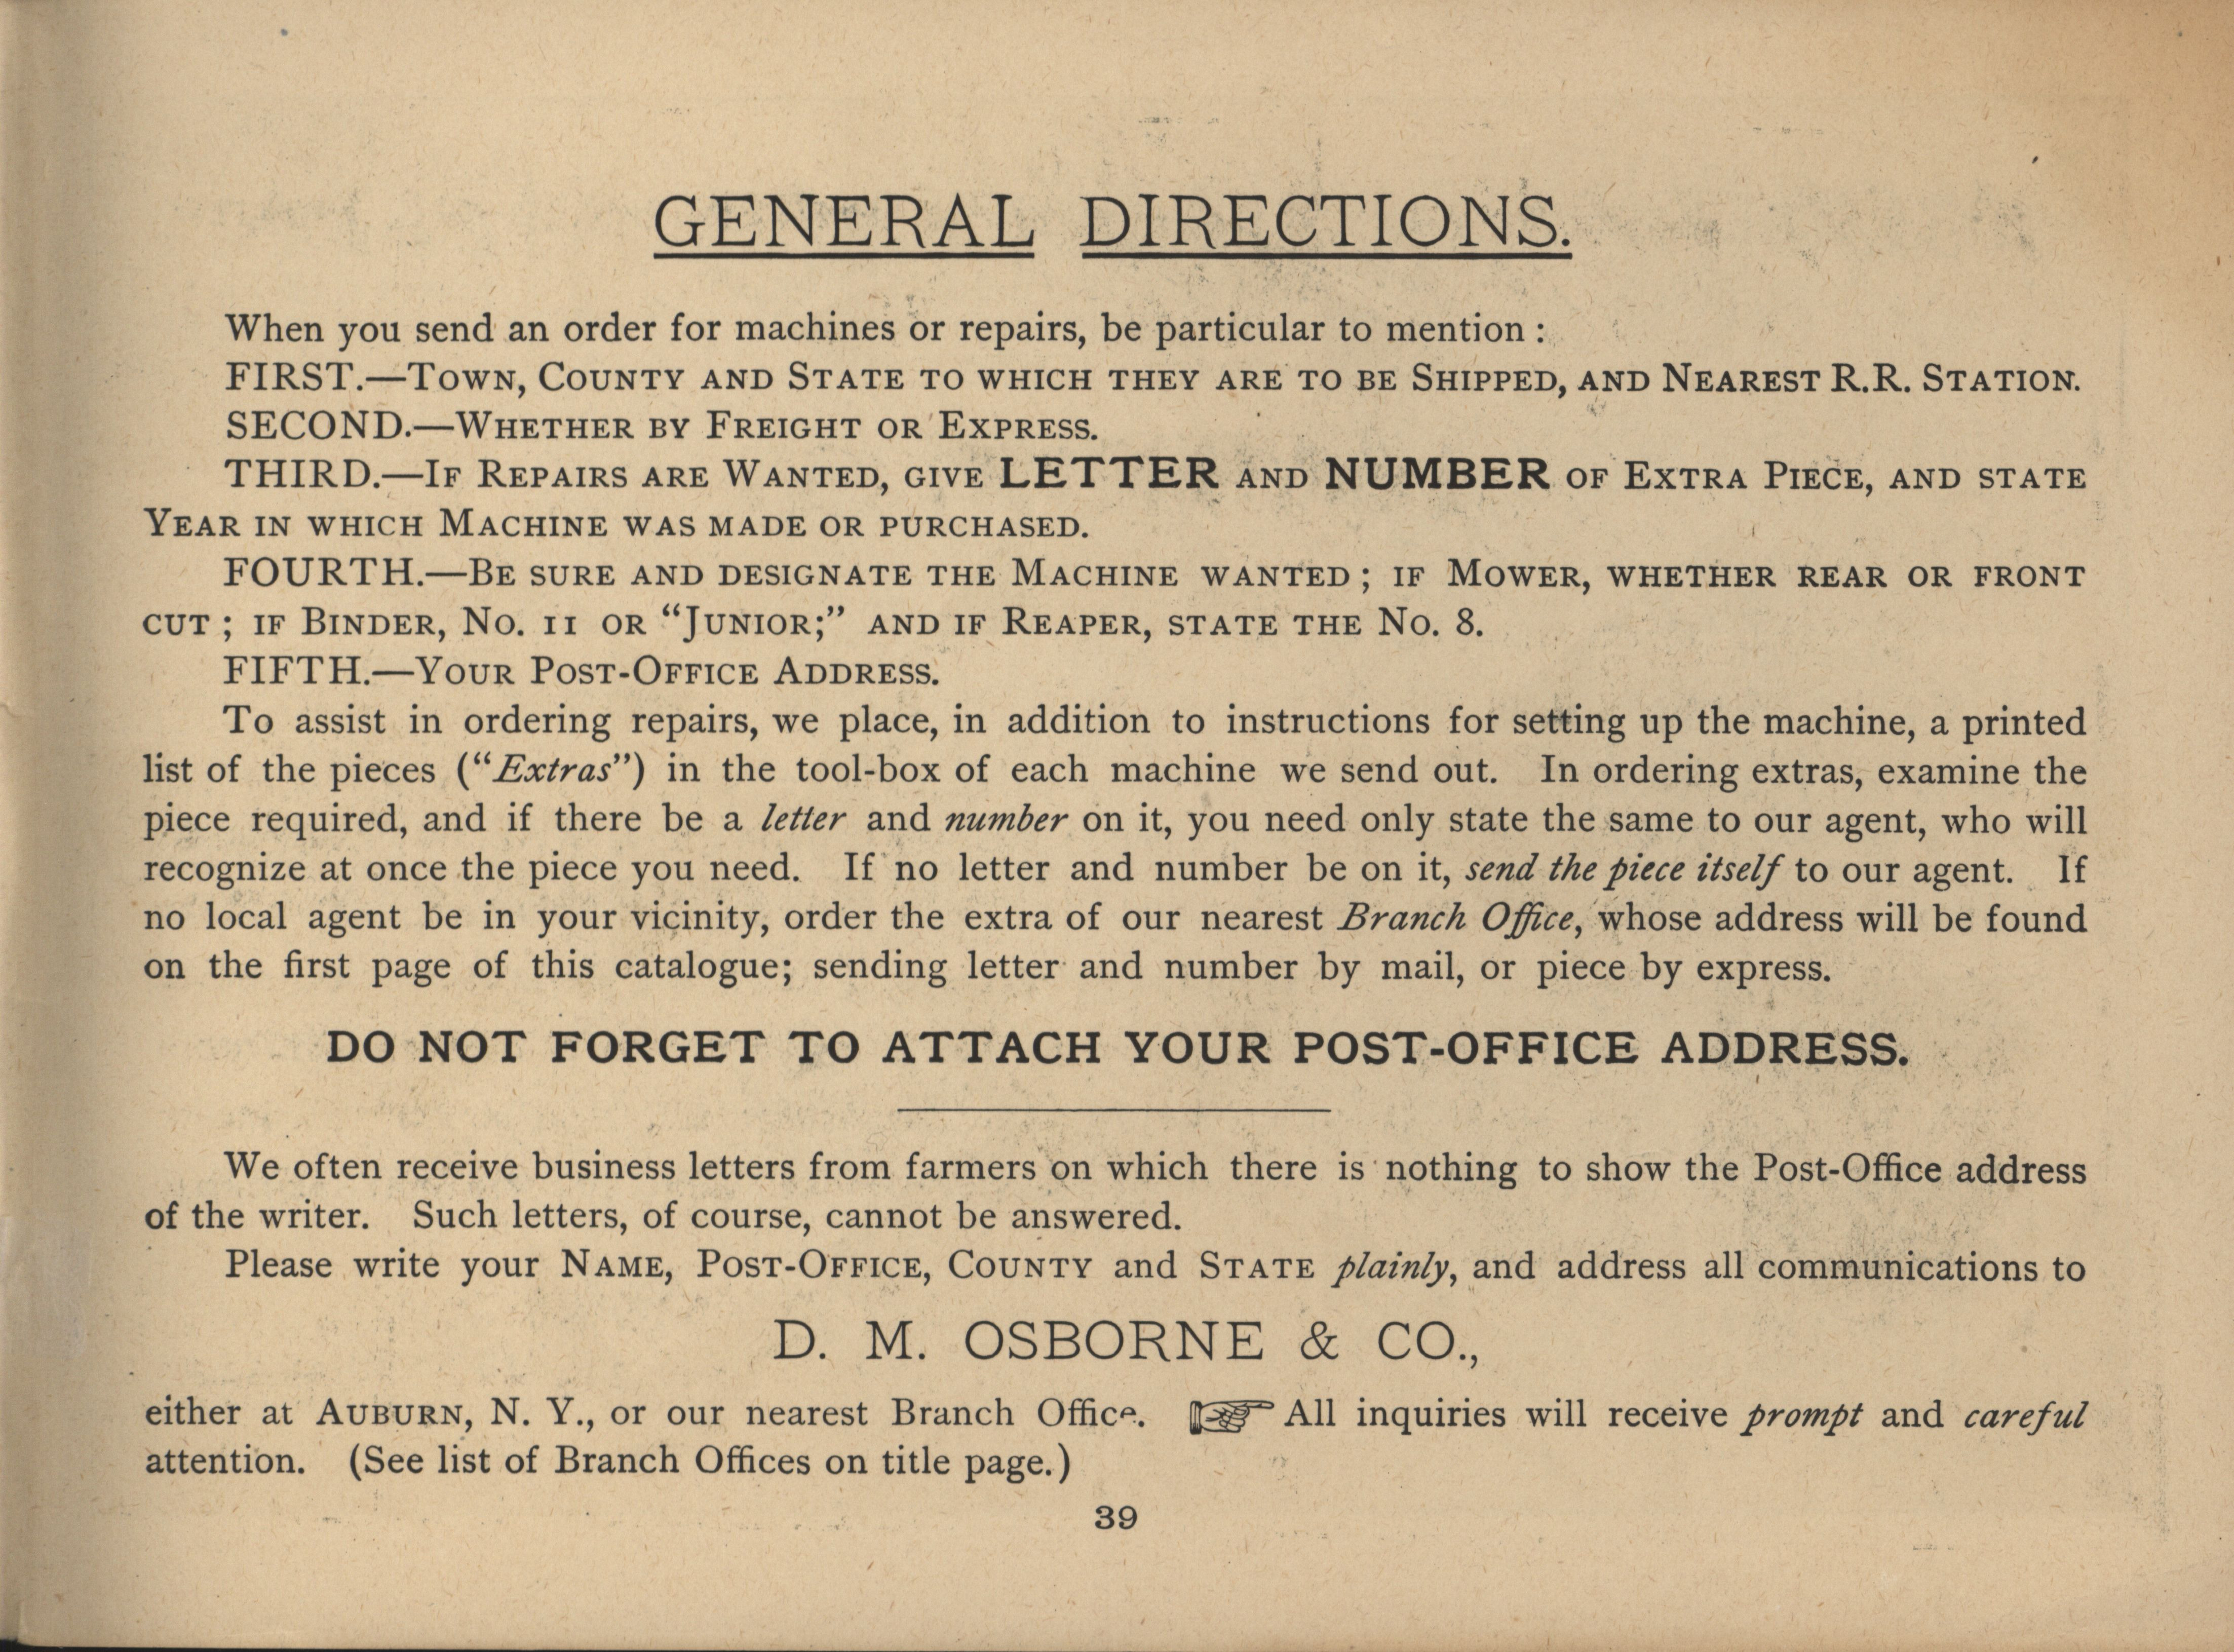 GENERAL DIRECTIONS.
When you send an order for machines or repairs, be particular to mention :
FIRST.—Town, County and State to which they are to be Shipped, and Nearest R.R. Station.
SECOND.—Whether by Freight or Express.
THIRD.—If Repairs are Wanted, give LETTER and NUMBER of Extra Piece, and state
Year in which Machine was made or purchased.
FOURTH.—Be sure and designate the Machine wanted ; if Mower, whether rear or front
cut ; if Binder, No. 11 or “Junior;” and if Reaper, state the No. 8.
FIFTH.—Your Post-Office Address.
To assist in ordering repairs, we place, in addition to instructions for setting up the machine, a printed
list of the pieces (“Extras”) in the tool-box of each machine we send out. In ordering extras, examine the
piece required, and if there be a letter and number on it, you need only state the same to our agent, who will
recognize at once the piece you need. If no letter and number be on it, send the piece itself to our agent. If
no local agent be in your vicinity, order the extra of our nearest Branch Office, whose address will be found
on the first page of this catalogue; sending letter and number by mail, or piece by express.
DO NOT FORGET TO ATTACH YOUR POST-OFFICE ADDRESS.
We often receive business letters from farmers on which there is nothing to show the Post-Office address
of the writer. Such letters, of course, cannot be answered.
Please write your Name, Post-Office, County and State plainly, and address all communications to
D. M. OSBORNE & CO.,
either at Auburn, N. Y., or our nearest Branch Office. ☞ All inquiries will receive prompt and careful
attention. (See list of Branch Offices on title page.)
39